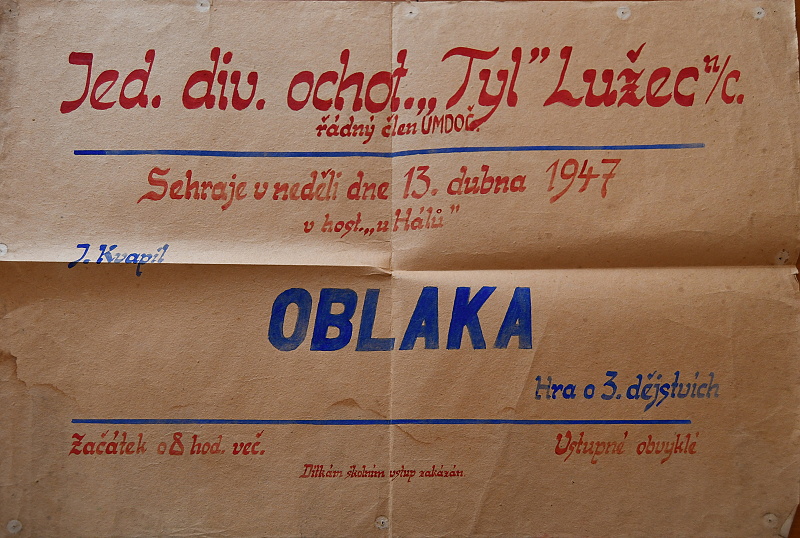 Jed. div. ochot. „Tyl” Lužec n/c.
řádný člen ÚMDOČ.
Sehraje v neděli dne 13. dubna 1947
v host. „u Hálů”
J. Kvapil
OBLAKA
Hra o 3. dějstvích
Začátek o 8 hod. več.
Vstupné obvyklé
Dítkám školním vstup zakázán.